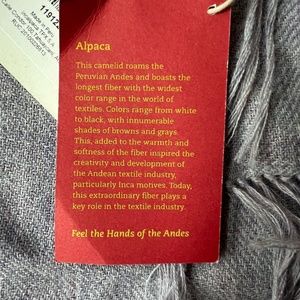 Alpaca
This camelid roams the
Peruvian Andes and boasts the
longest fiber with the widest
color range in the world of
textiles. Colors range from white
to black, with innumerable
shades of browns and grays.
This, added to the warmth and
softness of the fiber inspired the
creativity and development of
the Andean textile industry,
particularly Inca motives. Today,
this extraordinary fiber plays a
key role in the textile industry.
Feel the Hands of the Andes